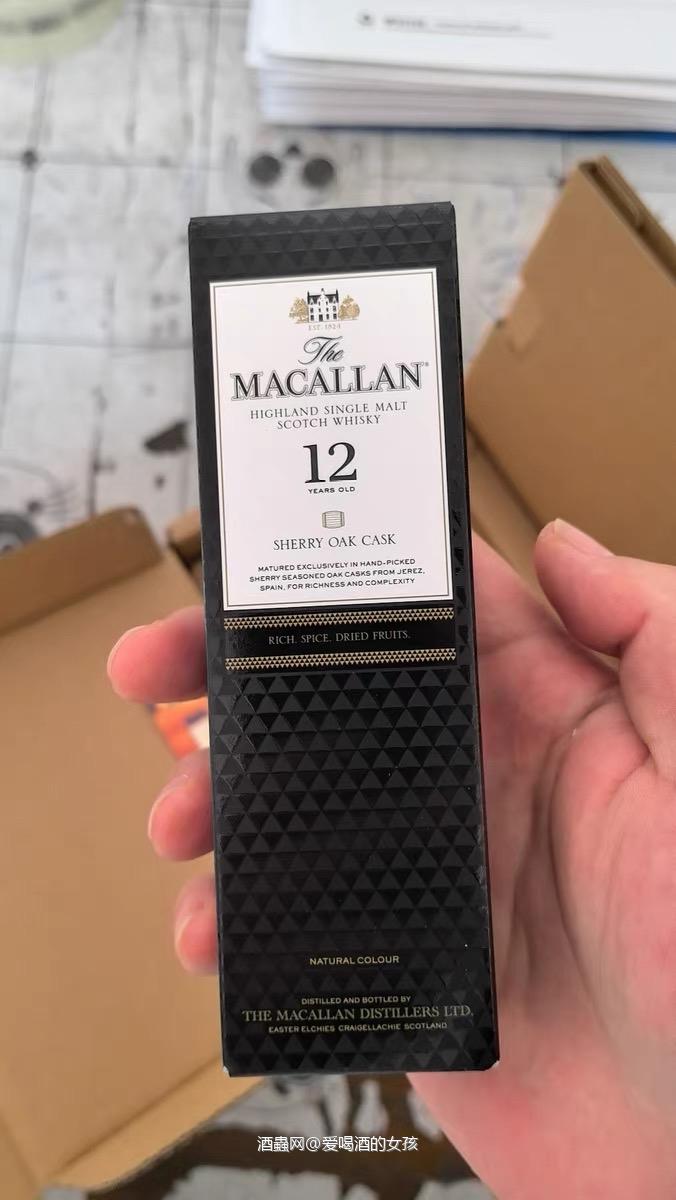 EST. 1824
The
MACALLAN®
HIGHLAND SINGLE MALT
SCOTCH WHISKY
12
YEARS OLD
SHERRY OAK CASK
MATURED EXCLUSIVELY IN HAND-PICKED
SHERRY SEASONED OAK CASKS FROM JEREZ,
SPAIN, FOR RICHNESS AND COMPLEXITY
RICH. SPICE. DRIED FRUITS.
NATURAL COLOUR
DISTILLED AND BOTTLED BY
THE MACALLAN DISTILLERS LTD.
EASTER ELCHIES CRAIGELLACHIE SCOTLAND
酒蟲网@爱喝酒的女孩